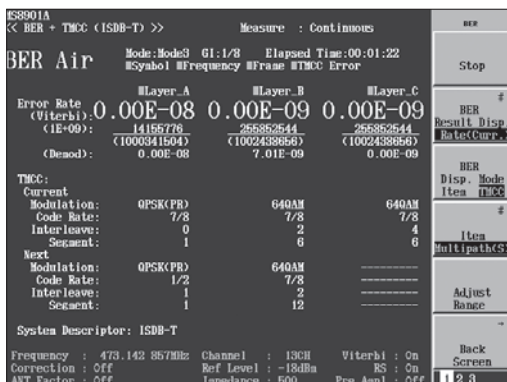 MS8901A
<< BER + TMCC (ISDB-T) >> Measure : Continuous
BER Air Mode:Mode3 GI:1/8 Elapsed Time:00:01:22
■Symbol ■Frequency ■Frame ■TMCC Error
■Layer_A ■Layer_B ■Layer_C
Error Rate
(Viterbi): 0.00E-08 0.00E-09 0.00E-09
(1E+09): 14155776 255852544 255852544
(1000341504) (1002438656) (1002438656)
(Demod): 0.00E-08 7.01E-09 0.00E-09
TMCC:
Current
Modulation: QPSK(PR) 64QAM 64QAM
Code Rate: 7/8 7/8 7/8
Interleave: 0 2 4
Segment: 1 6 6
Next
Modulation: QPSK(PR) 64QAM ----------
Code Rate: 1/2 7/8 ----------
Interleave: 1 2 ----------
Segment: 1 12 ----------
System Descriptor: ISDB-T
Frequency : 473.142 857MHz Channel : 13CH Viterbi : On
Correction : Off Ref Level : -18dBm RS : On
ANT Factor : Off Impedance : 50Ω Pre Ampl : Off
BER
Stop
#
BER
Result Disp.
Rate(Curr.)
BER
Disp. Mode
Item TMCC
#
Item
Multipath(S)
Adjust
Range
→
Back
Screen
1 2 3